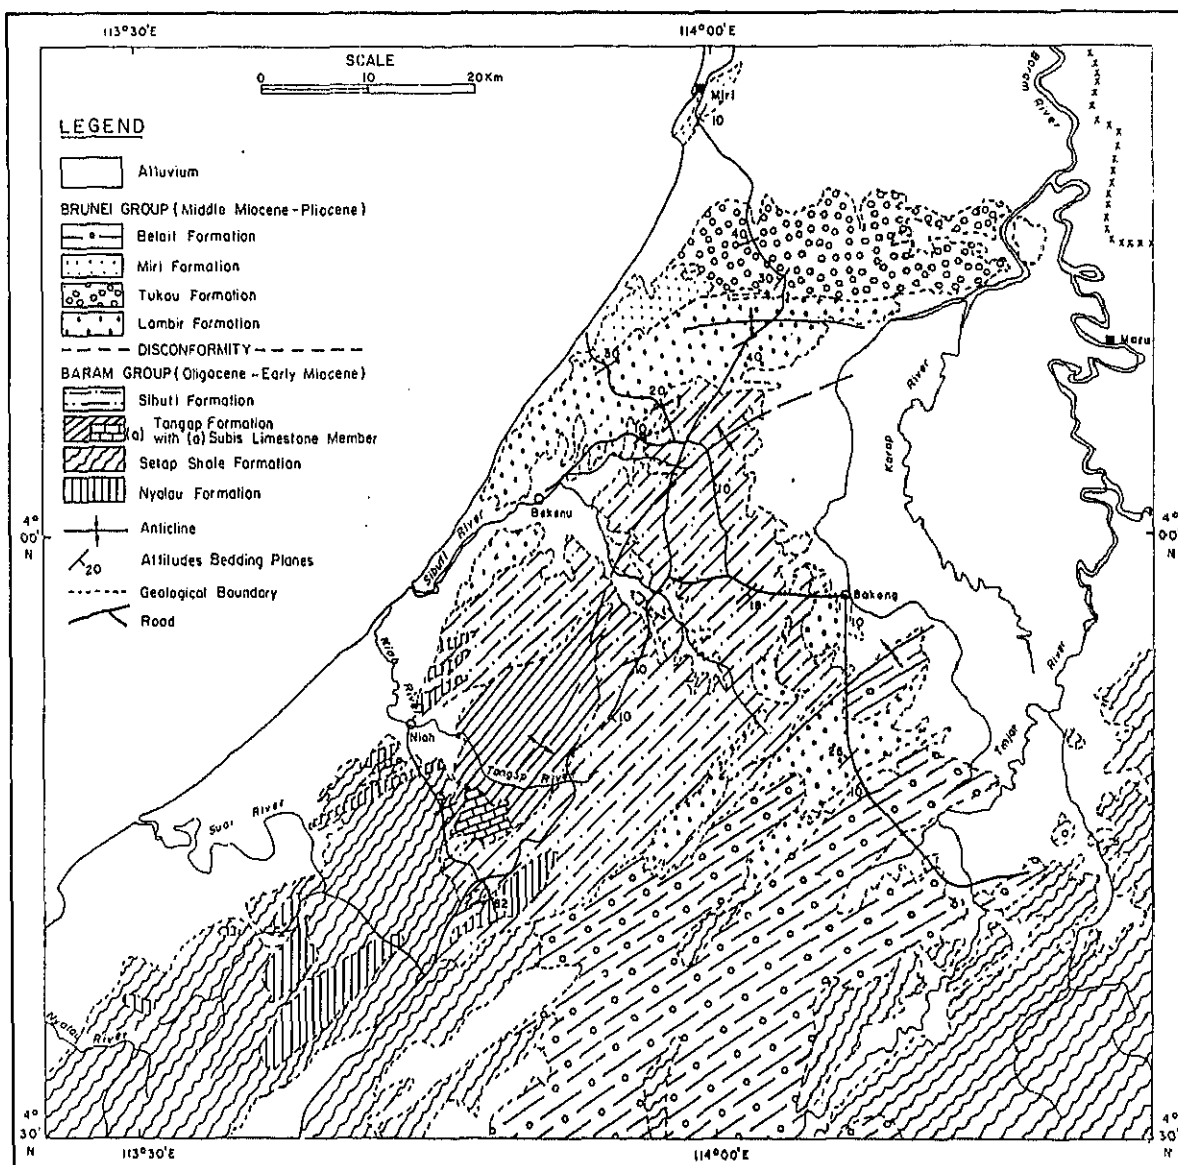 113°30'E
114°00'E
SCALE
0 10 20Km
LEGEND
Alluvium
BRUNEI GROUP (Middle Miocene-Pliocene)
Belait Formation
Miri Formation
Tukau Formation
Lambir Formation
DISCONFORMITY
BARAM GROUP (Oligocene-Early Miocene)
Sibuti Formation
Tangap Formation
(a) with (a) Subis Limestone Member
Setap Shale Formation
Nyalau Formation
Anticline
20 Attitudes Bedding Planes
Geological Boundary
Road
Miri
10
Baram River
40
30
Maru
30
40
20
10
Karap River
10
Bekenu
Sibuti River
4° 00' N
4° 00' N
18
Bakong
10
Niah River
10
10
Niah
Tangap River
Tinjar River
26
10
Suai River
82
Nyalau River
4° 30' N
4° 30' N
113°30'E
114°00'E